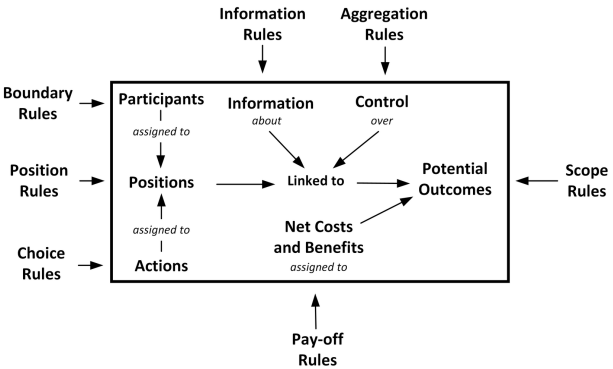 Information
Rules
Aggregation
Rules
Boundary
Rules
Participants
assigned to
Information
about
Control
over
Position
Rules
Positions
Linked to
Potential
Outcomes
Scope
Rules
assigned to
Net Costs
and Benefits
assigned to
Choice
Rules
Actions
Pay-off
Rules